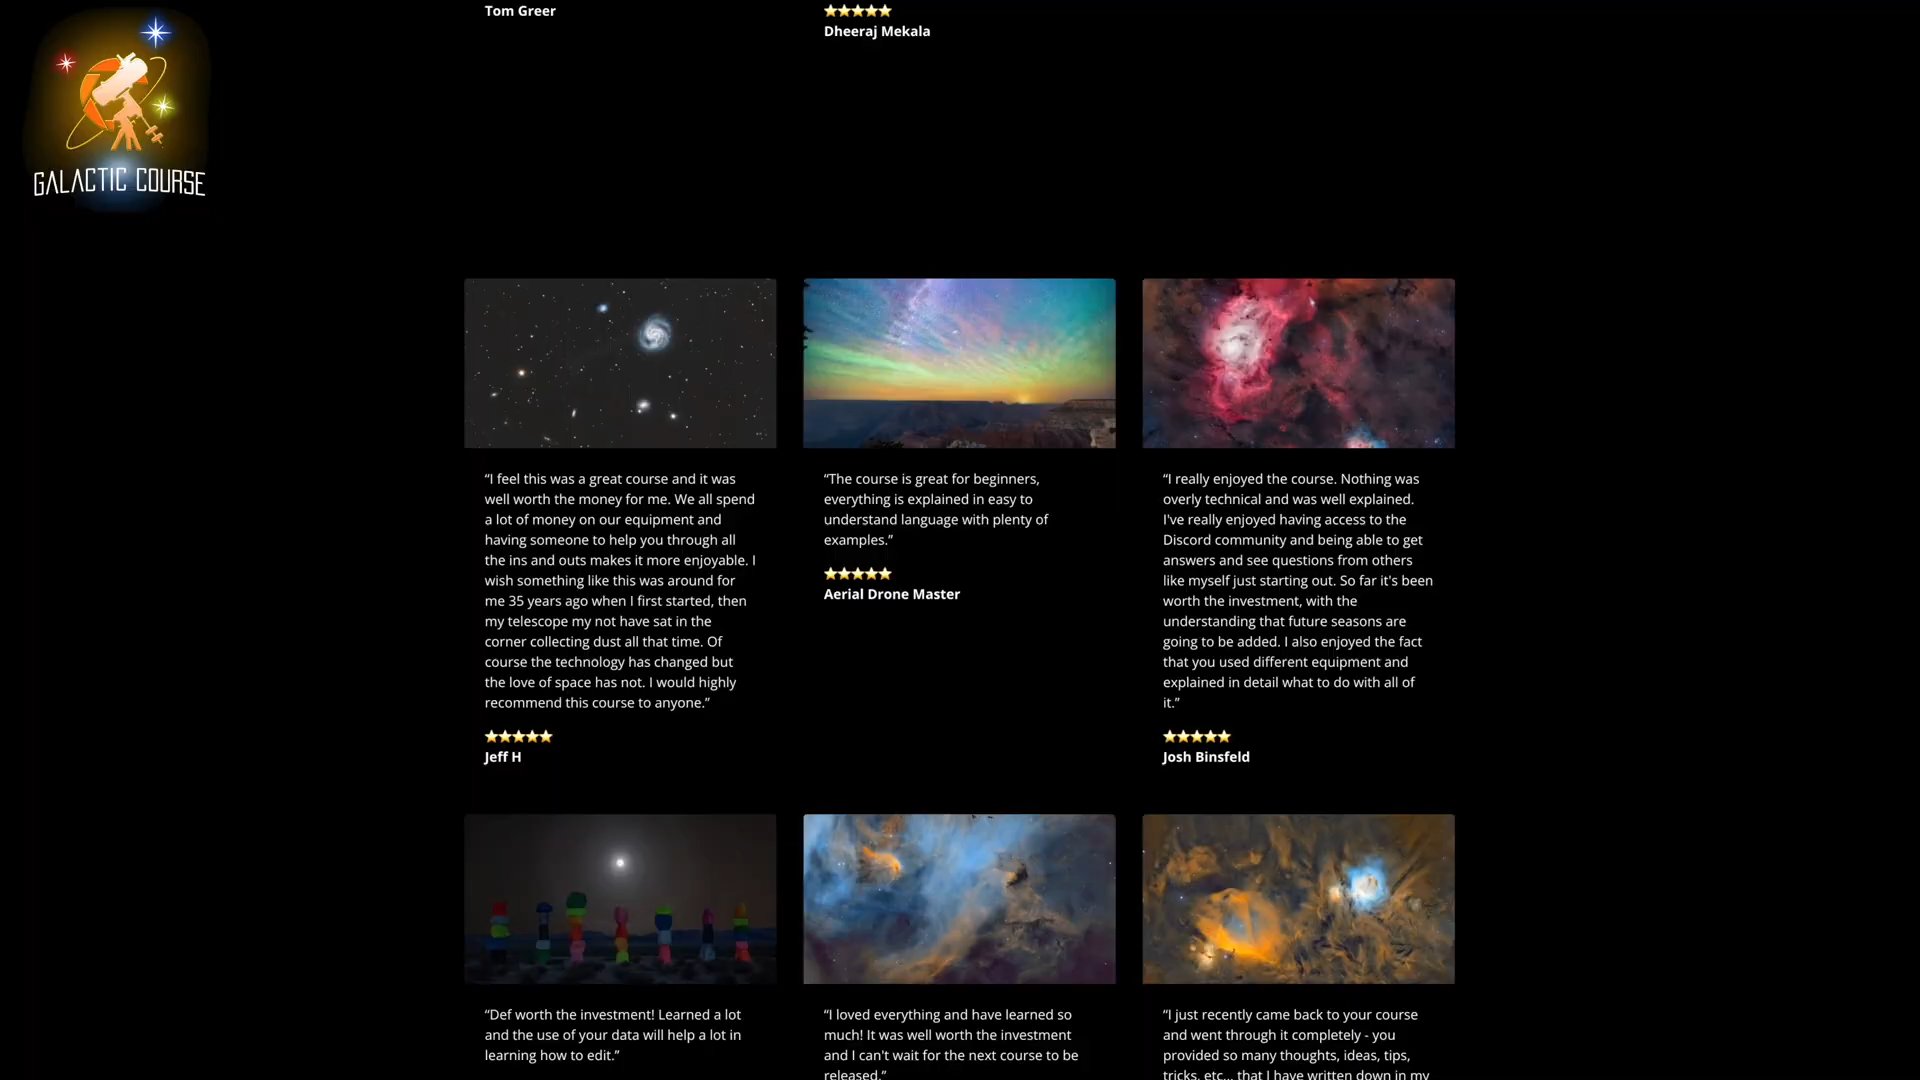 Tom Greer
Dheeraj Mekala
GALACTIC COURSE
“I feel this was a great course and it was
well worth the money for me. We all spend
a lot of money on our equipment and
having someone to help you through all
the ins and outs makes it more enjoyable. I
wish something like this was around for
me 35 years ago when I first started, then
my telescope my not have sat in the
corner collecting dust all that time. Of
course the technology has changed but
the love of space has not. I would highly
recommend this course to anyone.”
Jeff H
“The course is great for beginners,
everything is explained in easy to
understand language with plenty of
examples.”
Aerial Drone Master
“I really enjoyed the course. Nothing was
overly technical and was well explained.
I've really enjoyed having access to the
Discord community and being able to get
answers and see questions from others
like myself just starting out. So far it's been
worth the investment, with the
understanding that future seasons are
going to be added. I also enjoyed the fact
that you used different equipment and
explained in detail what to do with all of
it.”
Josh Binsfeld
“Def worth the investment! Learned a lot
and the use of your data will help a lot in
learning how to edit.”
“I loved everything and have learned so
much! It was well worth the investment
and I can't wait for the next course to be
released.”
“I just recently came back to your course
and went through it completely - you
provided so many thoughts, ideas, tips,
tricks, etc... that I have written down in my